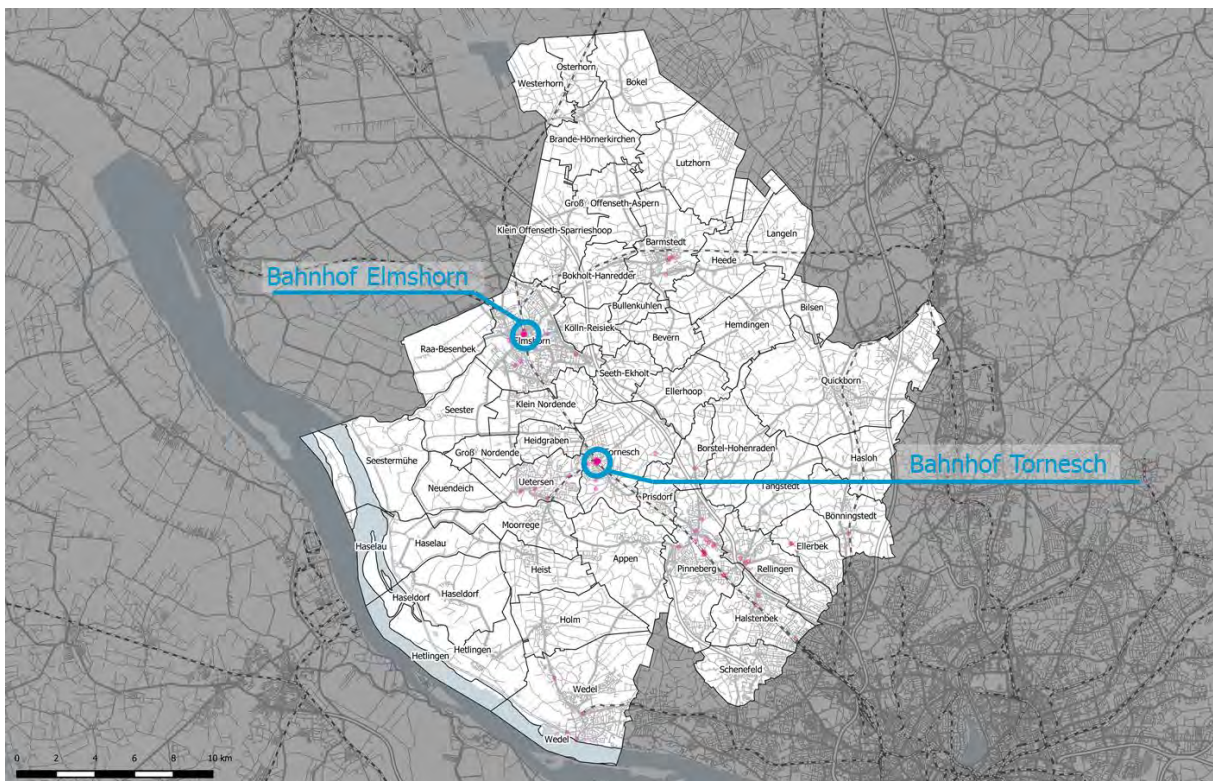 Osterhorn
Westerhorn
Bokel
Brande-Hörnerkirchen
Lutzhorn
Groß Offenseth-Aspern
Klein Offenseth-Sparrieshoop
Langeln
Barmstedt
Heede
Bahnhof Elmshorn
Bokholt-Hanredder
Bullenkuhlen
Bilsen
Kölln-Reisiek
Hemdingen
Bevern
Elmshorn
Raa-Besenbek
Seeth-Ekholt
Quickborn
Ellerhoop
Klein Nordende
Seester
Heidgraben
Borstel-Hohenraden
Groß Nordende
Tornesch
Hasloh
Seestermühe
Bahnhof Tornesch
Uetersen
Neuendeich
Tangstedt
Prisdorf
Bönningstedt
Moorrege
Haselau
Haselau
Ellerbek
Appen
Heist
Pinneberg
Rellingen
Haseldorf
Haseldorf
Holm
Halstenbek
Hetlingen
Hetlingen
Schenefeld
Wedel
Wedel
0 2 4 6 8 10 km